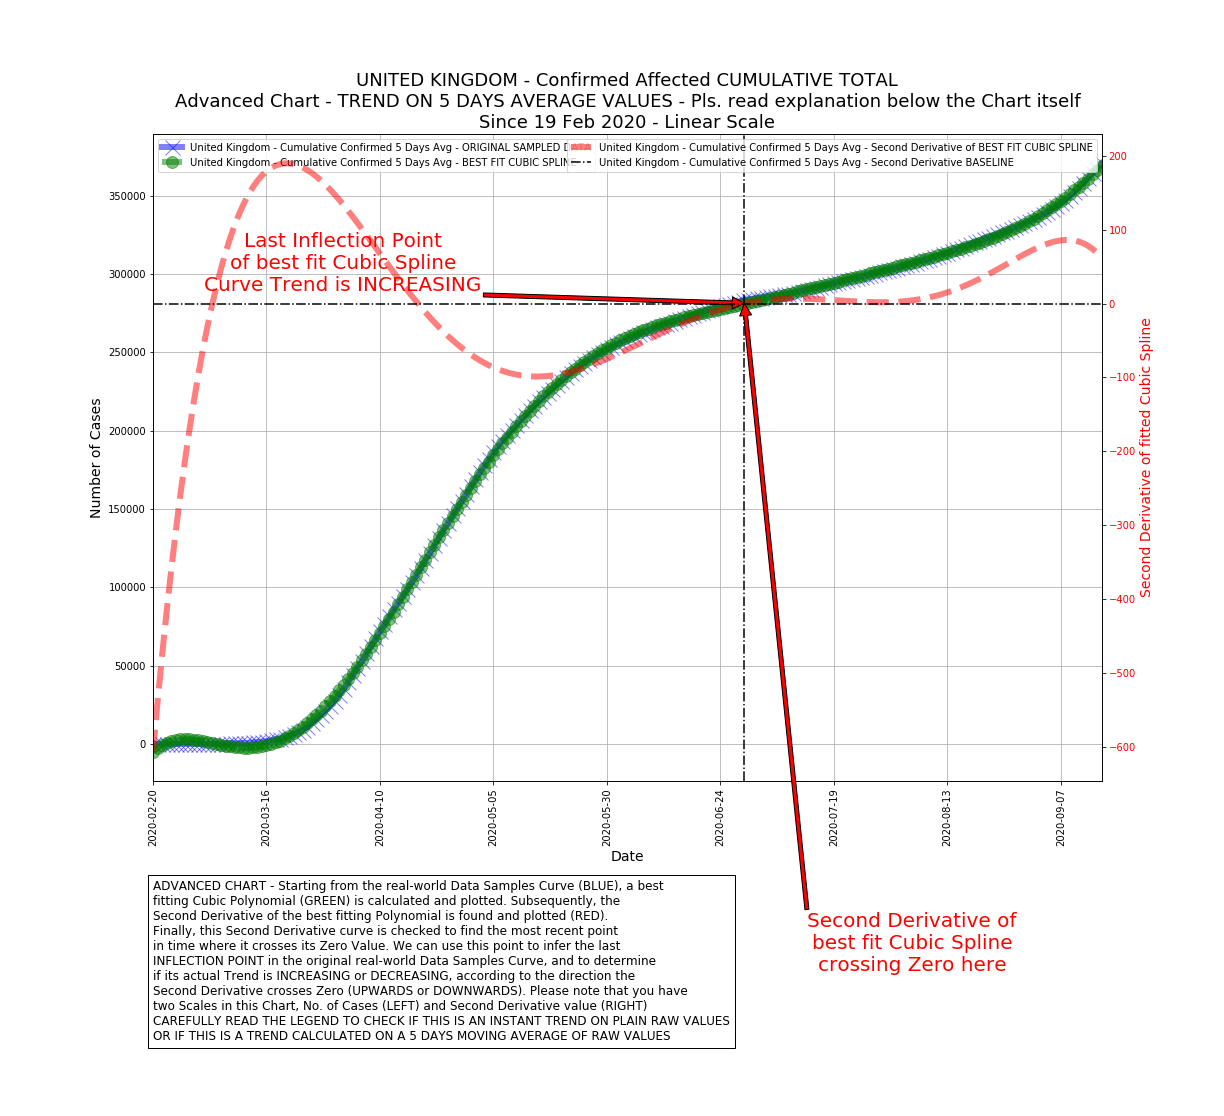 UNITED KINGDOM - Confirmed Affected CUMULATIVE TOTAL
Advanced Chart - TREND ON 5 DAYS AVERAGE VALUES - Pls. read explanation below the Chart itself
Since 19 Feb 2020 - Linear Scale
United Kingdom - Cumulative Confirmed 5 Days Avg - ORIGINAL SAMPLED DATA
United Kingdom - Cumulative Confirmed 5 Days Avg - BEST FIT CUBIC SPLINE
United Kingdom - Cumulative Confirmed 5 Days Avg - Second Derivative of BEST FIT CUBIC SPLINE
United Kingdom - Cumulative Confirmed 5 Days Avg - Second Derivative BASELINE
Last Inflection Point
of best fit Cubic Spline
Curve Trend is INCREASING
Number of Cases
350000
300000
250000
200000
150000
100000
50000
0
200
100
0
−100
−200
−300
−400
−500
−600
Second Derivative of fitted Cubic Spline
2020-02-20
2020-03-16
2020-04-10
2020-05-05
2020-05-30
2020-06-24
2020-07-19
2020-08-13
2020-09-07
Date
ADVANCED CHART - Starting from the real-world Data Samples Curve (BLUE), a best
fitting Cubic Polynomial (GREEN) is calculated and plotted. Subsequently, the
Second Derivative of the best fitting Polynomial is found and plotted (RED).
Finally, this Second Derivative curve is checked to find the most recent point
in time where it crosses its Zero Value. We can use this point to infer the last
INFLECTION POINT in the original real-world Data Samples Curve, and to determine
if its actual Trend is INCREASING or DECREASING, according to the direction the
Second Derivative crosses Zero (UPWARDS or DOWNWARDS). Please note that you have
two Scales in this Chart, No. of Cases (LEFT) and Second Derivative value (RIGHT)
CAREFULLY READ THE LEGEND TO CHECK IF THIS IS AN INSTANT TREND ON PLAIN RAW VALUES
OR IF THIS IS A TREND CALCULATED ON A 5 DAYS MOVING AVERAGE OF RAW VALUES
Second Derivative of
best fit Cubic Spline
crossing Zero here